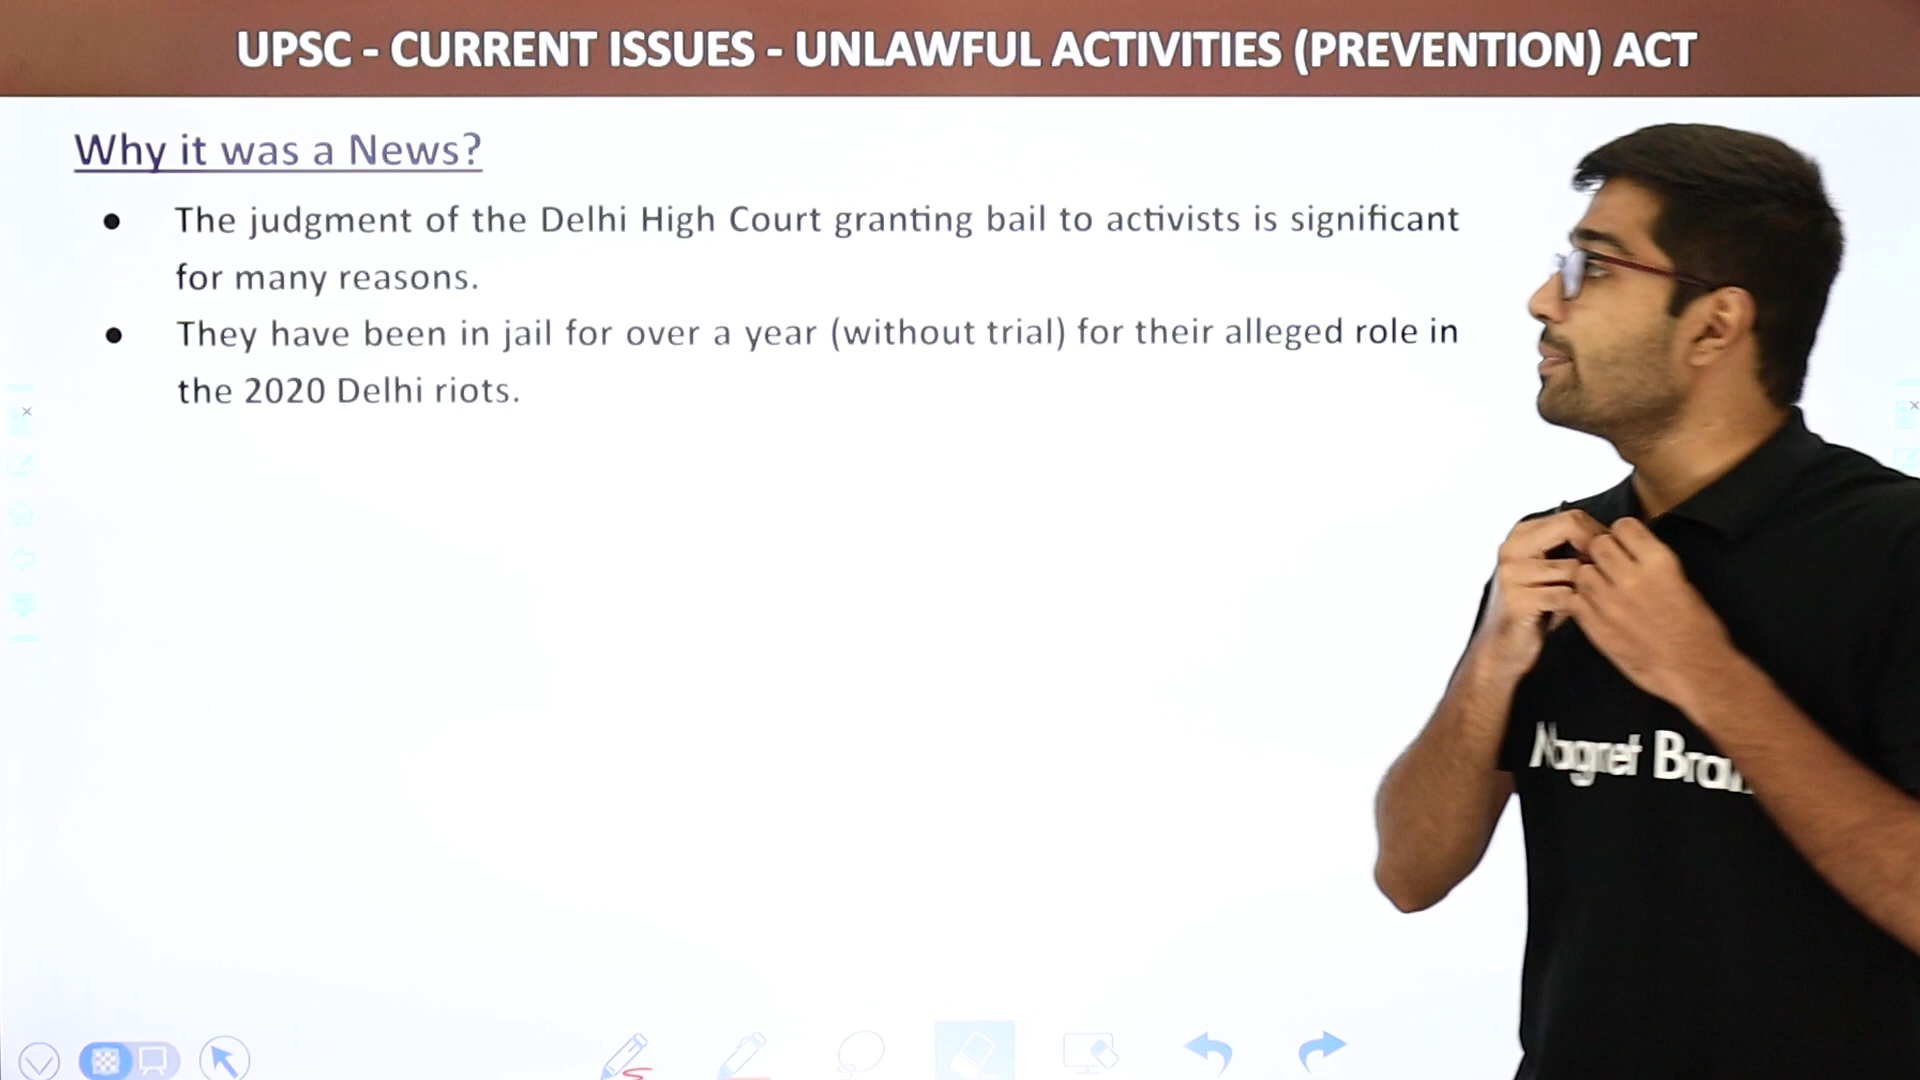 UPSC - CURRENT ISSUES - UNLAWFUL ACTIVITIES (PREVENTION) ACT
Why it was a News?
● The judgment of the Delhi High Court granting bail to activists is significant
for many reasons.
● They have been in jail for over a year (without trial) for their alleged role in
the 2020 Delhi riots.